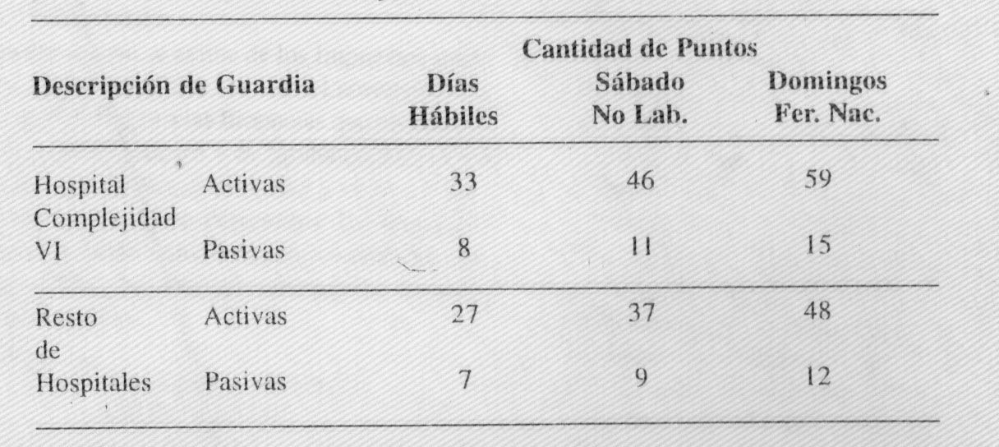 Cantidad de Puntos
Descripción de Guardia Días Sábado Domingos
Hábiles No Lab. Fer. Nac.
Hospital Activas 33 46 59
Complejidad
VI Pasivas 8 11 15
Resto Activas 27 37 48
de
Hospitales Pasivas 7 9 12